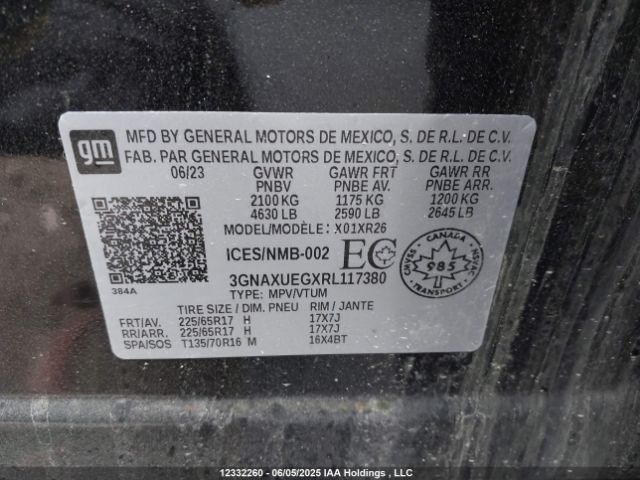 gm
MFD BY GENERAL MOTORS DE MEXICO, S. DE R.L. DE C.V.
FAB. PAR GENERAL MOTORS DE MEXICO, S. DE R.L. DE C.V.
06/23 GVWR GAWR FRT GAWR RR
PNBV PNBE AV. PNBE ARR.
2100 KG 1175 KG 1200 KG
4630 LB 2590 LB 2645 LB
MODEL/MODÈLE: X01XR26
ICES/NMB-002 EC
CMVSS NSVAC
985
TRANSPORT
384A
3GNAXUEGXRL117380
TYPE: MPV/VTUM
TIRE SIZE / DIM. PNEU RIM / JANTE
FRT/AV. 225/65R17 H 17X7J
RR/ARR. 225/65R17 H 17X7J
SPA/SOS T135/70R16 M 16X4BT
12332260 - 06/05/2025 IAA Holdings , LLC